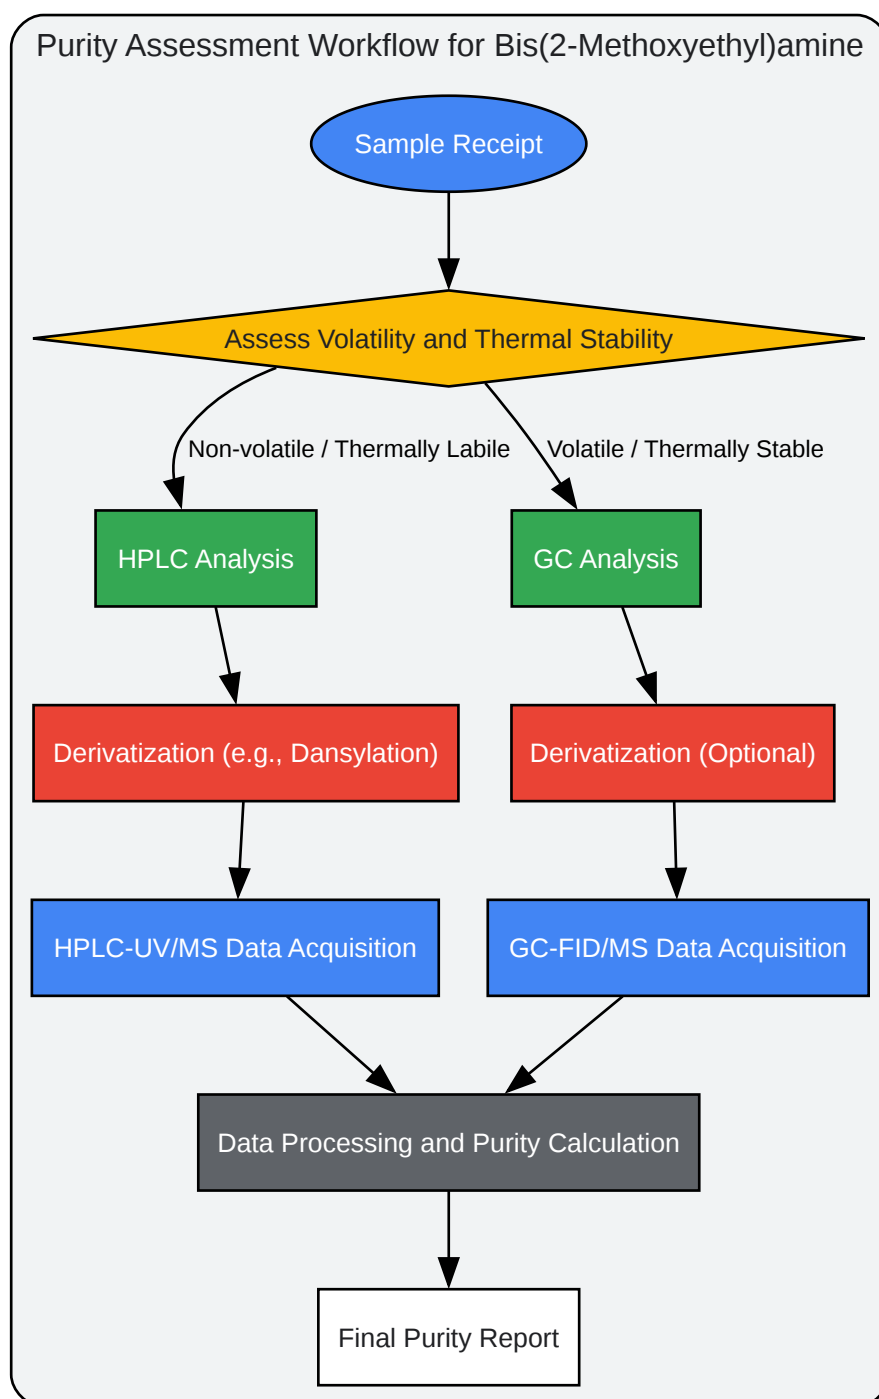 Purity Assessment Workflow for Bis(2-Methoxyethyl)amine
Sample Receipt
Assess Volatility and Thermal Stability
Non-volatile / Thermally Labile
Volatile / Thermally Stable
HPLC Analysis
GC Analysis
Derivatization (e.g., Dansylation)
Derivatization (Optional)
HPLC-UV/MS Data Acquisition
GC-FID/MS Data Acquisition
Data Processing and Purity Calculation
Final Purity Report